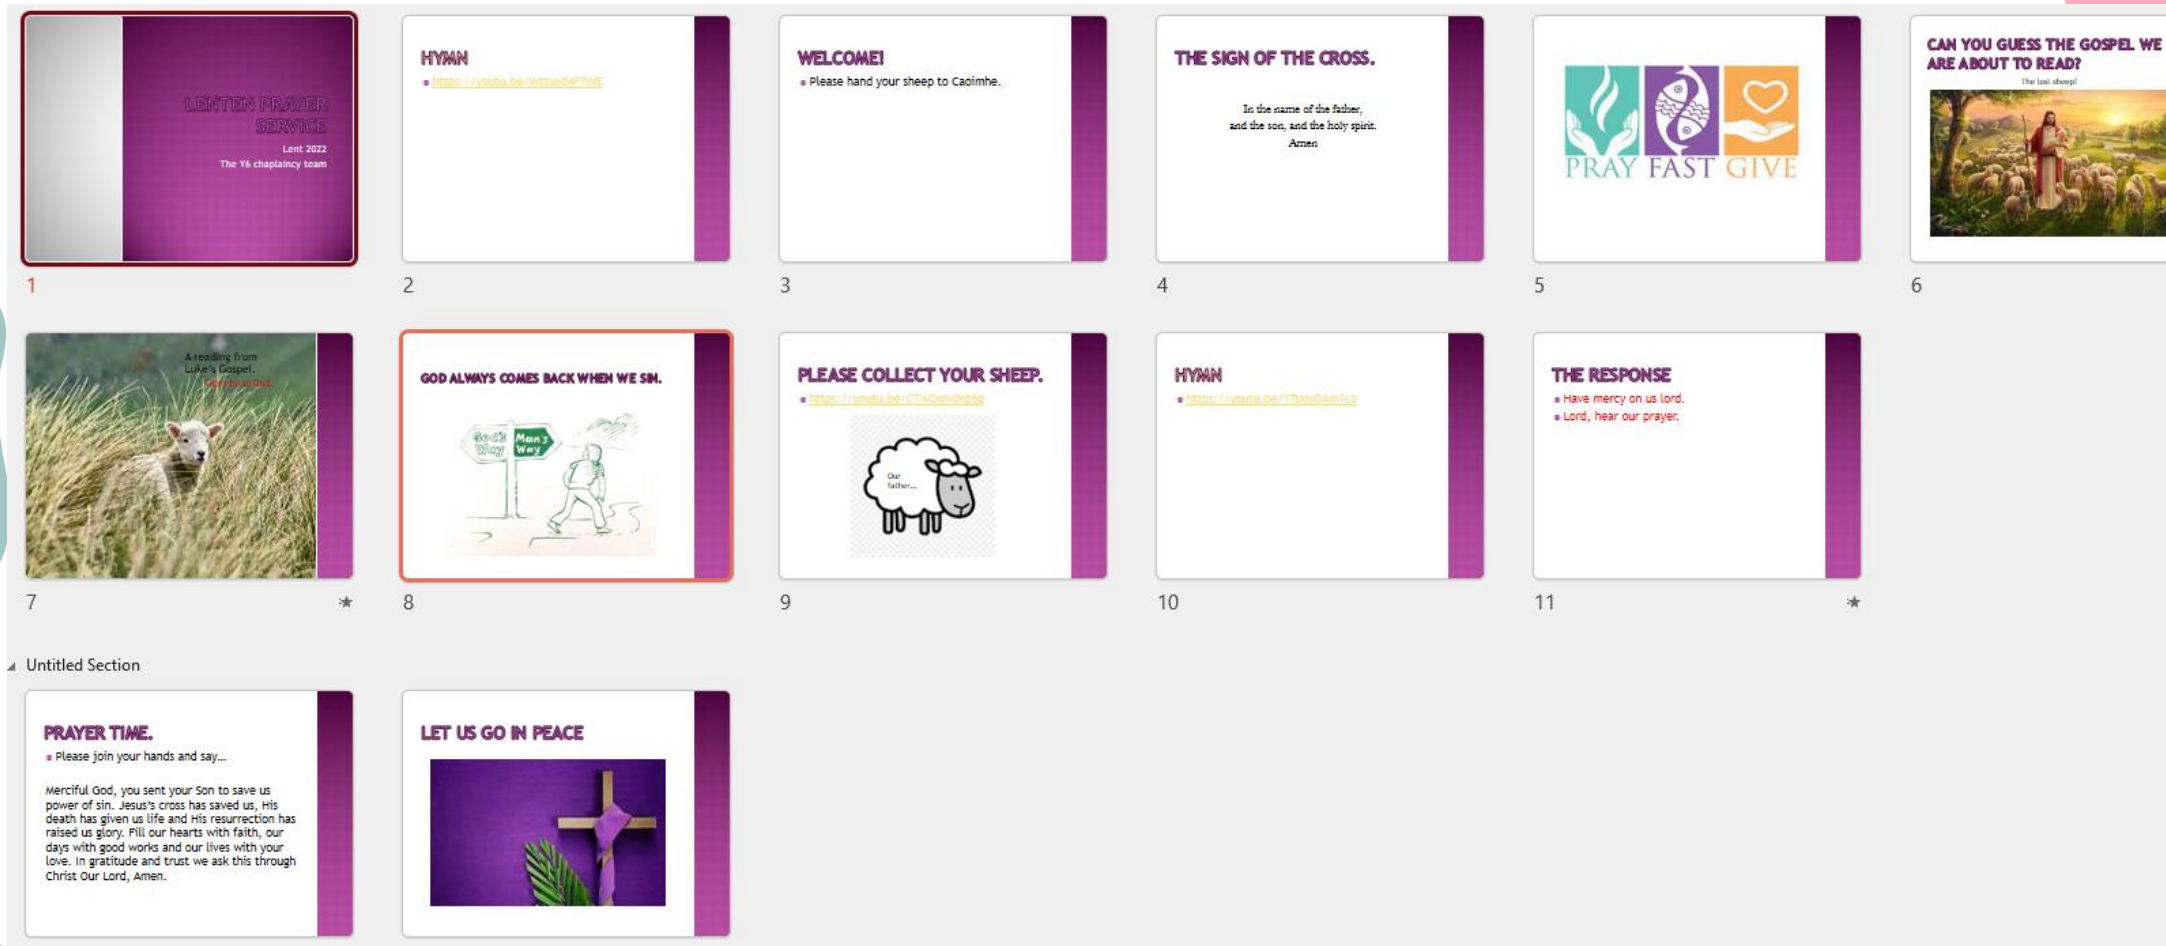 LENTEN PRAYER
SERVICE
Lent 2022
The Y6 chaplaincy team
1
HYMN
2
WELCOME!
Please hand your sheep to Caoimhe.
3
THE SIGN OF THE CROSS.
In the name of the father,
and the son, and the holy spirit.
Amen
4
PRAY FAST GIVE
5
CAN YOU GUESS THE GOSPEL WE
ARE ABOUT TO READ?
The lost sheep!
6
A reading from
Luke's Gospel.
7
GOD ALWAYS COMES BACK WHEN WE SIN.
God's Way
Man's Way
8
PLEASE COLLECT YOUR SHEEP.
Our
father...
9
HYMN
10
THE RESPONSE
Have mercy on us lord.
Lord, hear our prayer.
11
Untitled Section
PRAYER TIME.
Please join your hands and say...
Merciful God, you sent your Son to save us
power of sin. Jesus's cross has saved us, His
death has given us life and His resurrection has
raised us glory. Fill our hearts with faith, our
days with good works and our lives with your
love. In gratitude and trust we ask this through
Christ Our Lord, Amen.
LET US GO IN PEACE